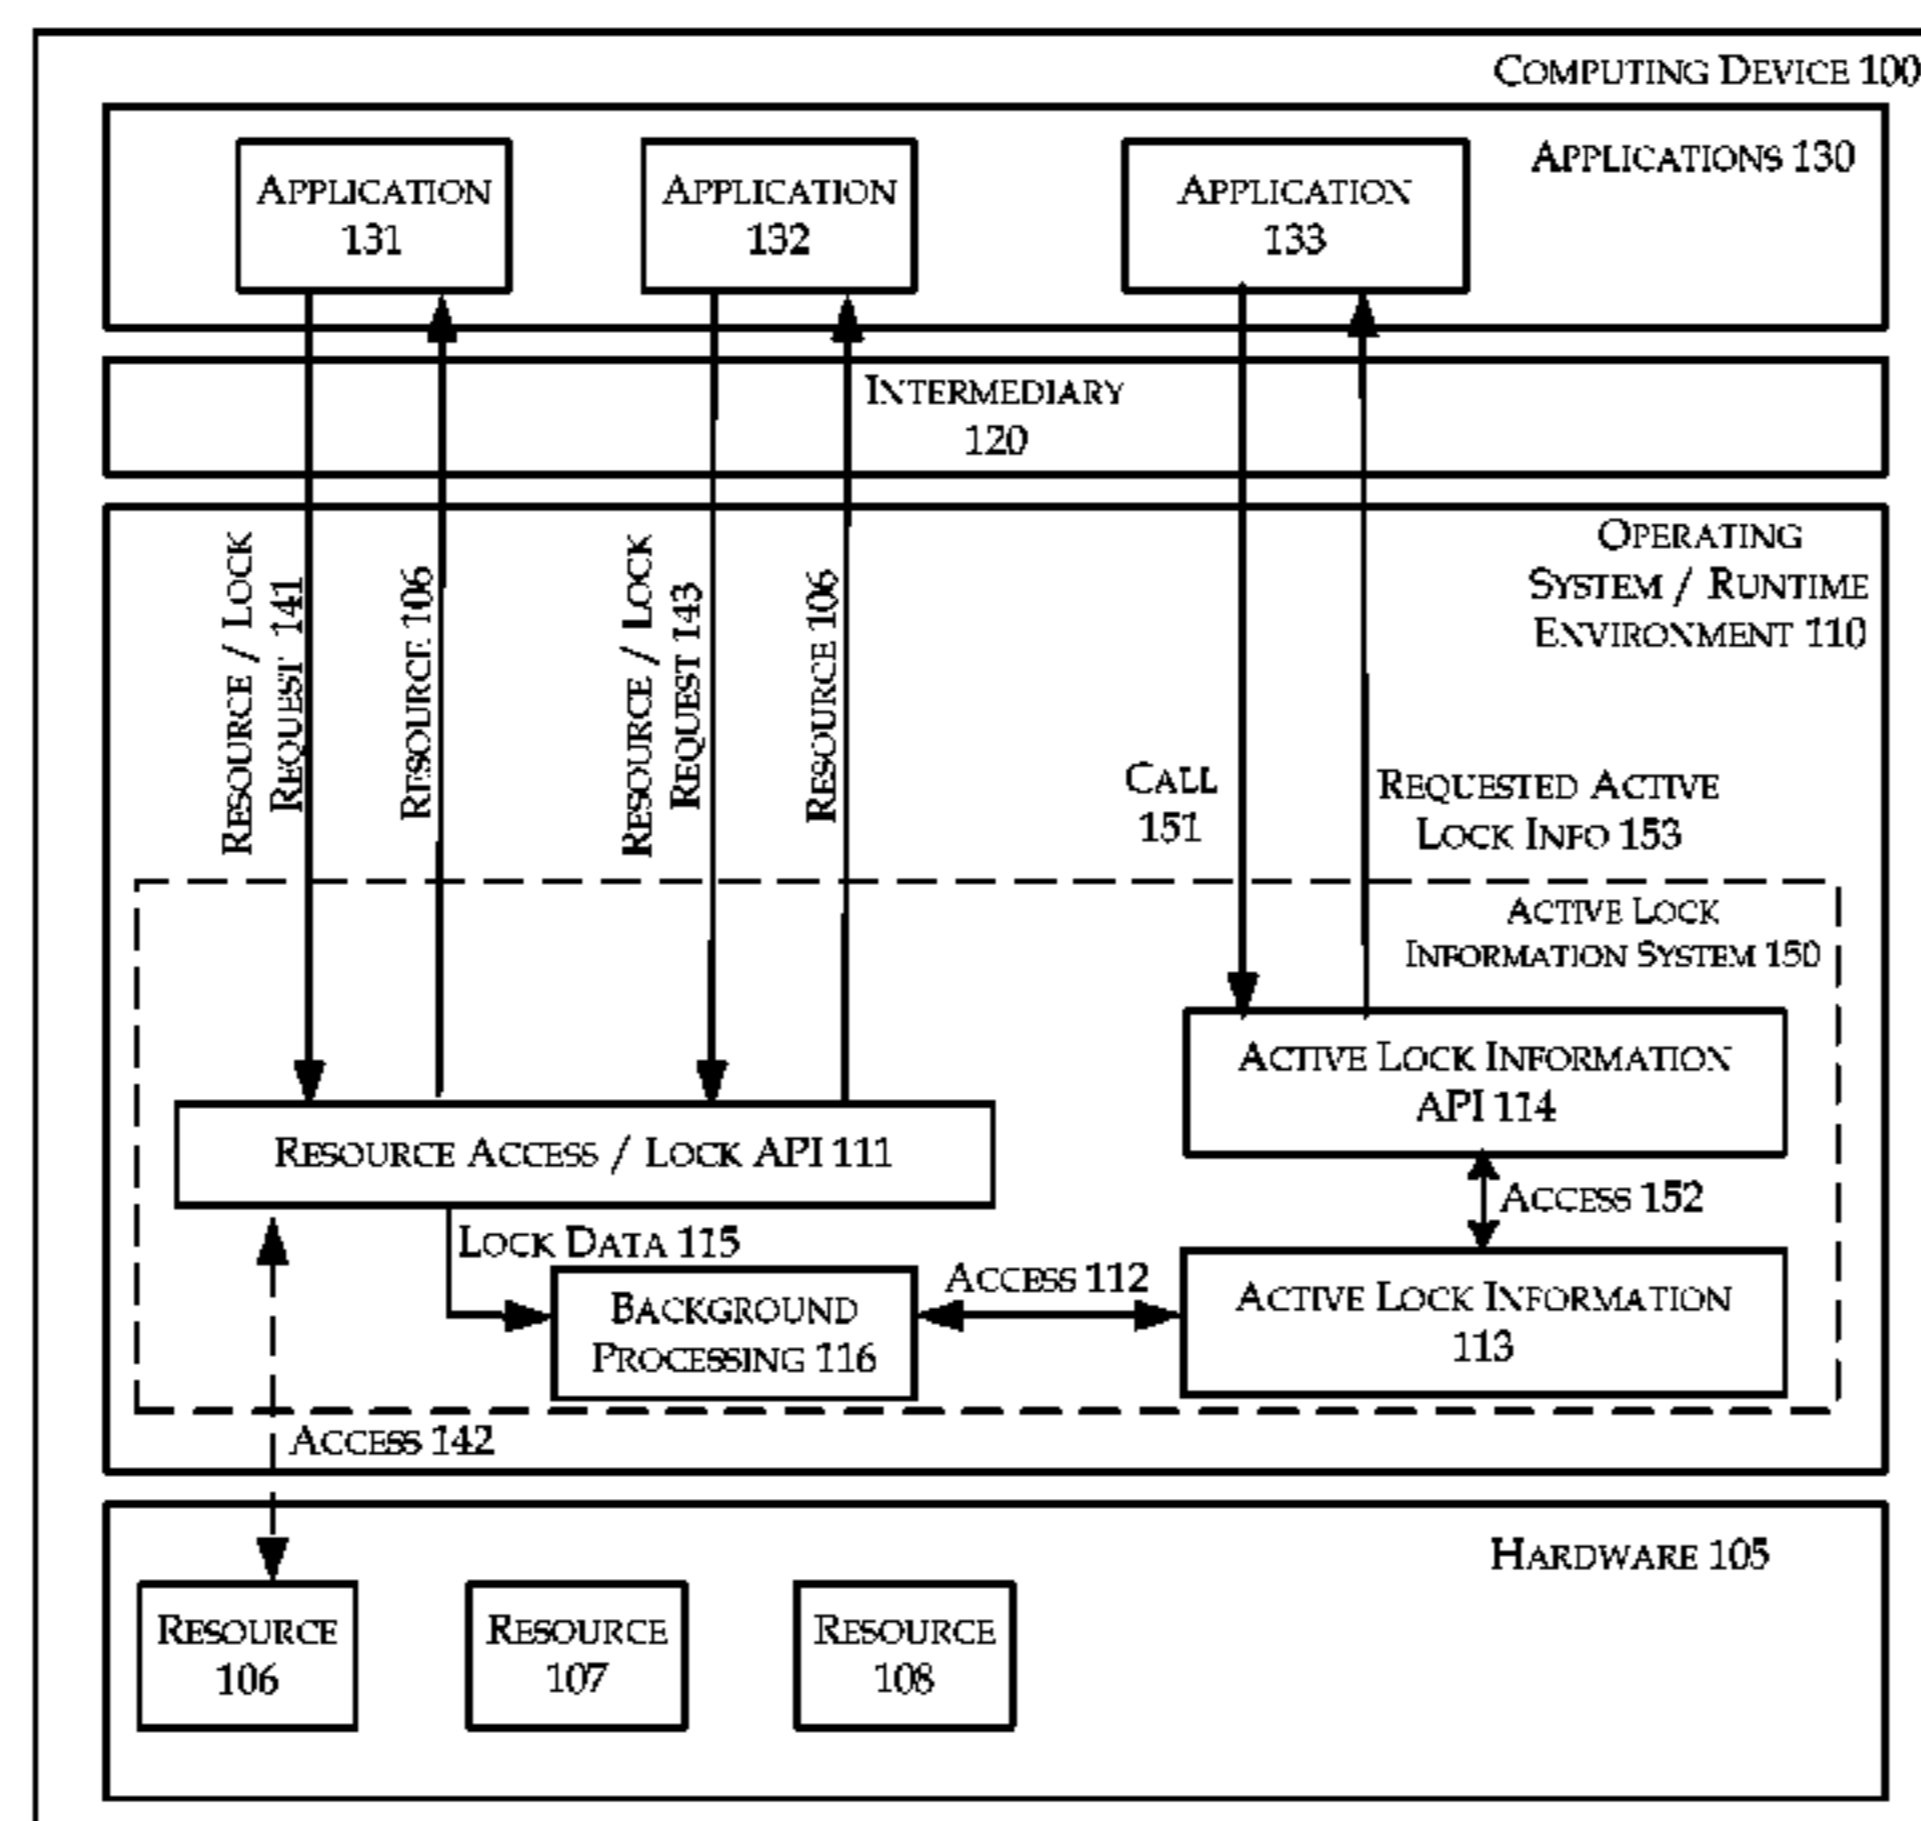 COMPUTING DEVICE 100
APPLICATIONS 130
APPLICATION
131
APPLICATION
132
APPLICATION
133
INTERMEDIARY
120
OPERATING
SYSTEM / RUNTIME
ENVIRONMENT 110
RESOURCE / LOCK
REQUEST 141
RESOURCE 106
RESOURCE / LOCK
REQUEST 143
RESOURCE 106
CALL
151
REQUESTED ACTIVE
LOCK INFO 153
ACTIVE LOCK
INFORMATION SYSTEM 150
ACTIVE LOCK INFORMATION
API 114
RESOURCE ACCESS / LOCK API 111
ACCESS 152
LOCK DATA 115
BACKGROUND
PROCESSING 116
ACCESS 112
ACTIVE LOCK INFORMATION
113
ACCESS 142
HARDWARE 105
RESOURCE
106
RESOURCE
107
RESOURCE
108